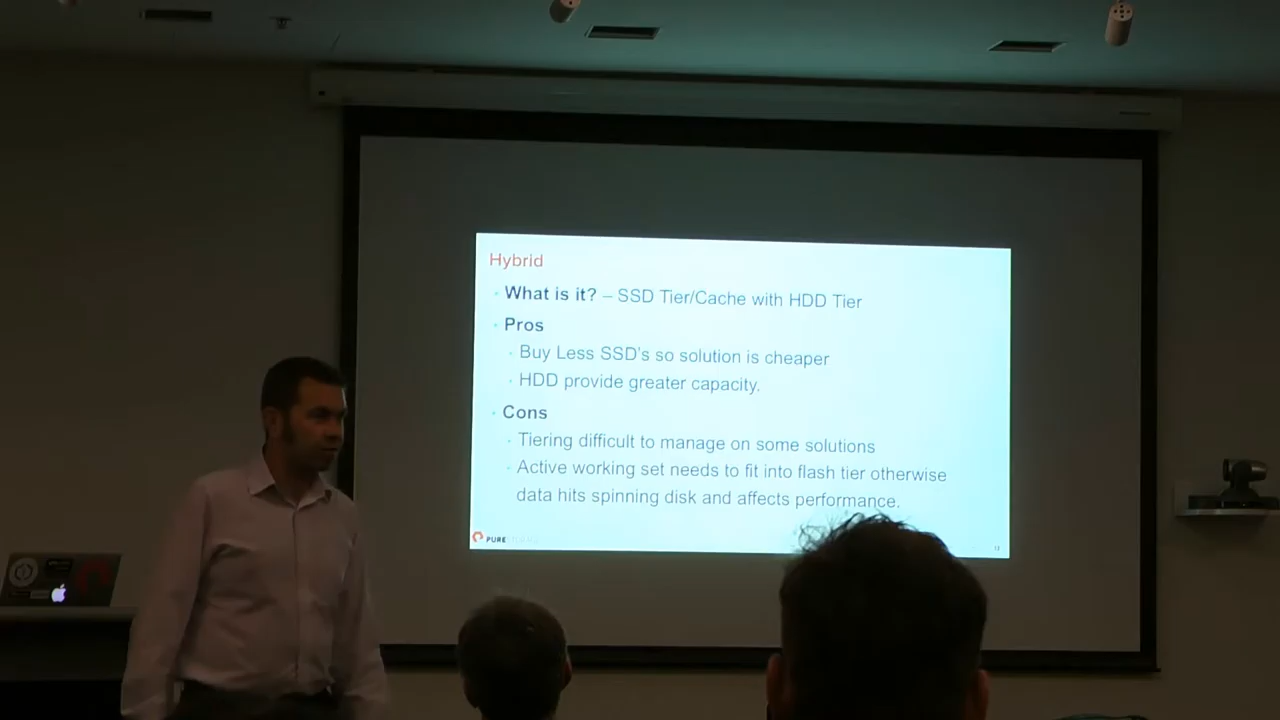 Hybrid
What is it? – SSD Tier/Cache with HDD Tier
Pros
Buy Less SSD's so solution is cheaper
HDD provide greater capacity.
Cons
Tiering difficult to manage on some solutions
Active working set needs to fit into flash tier otherwise
data hits spinning disk and affects performance.
PURE